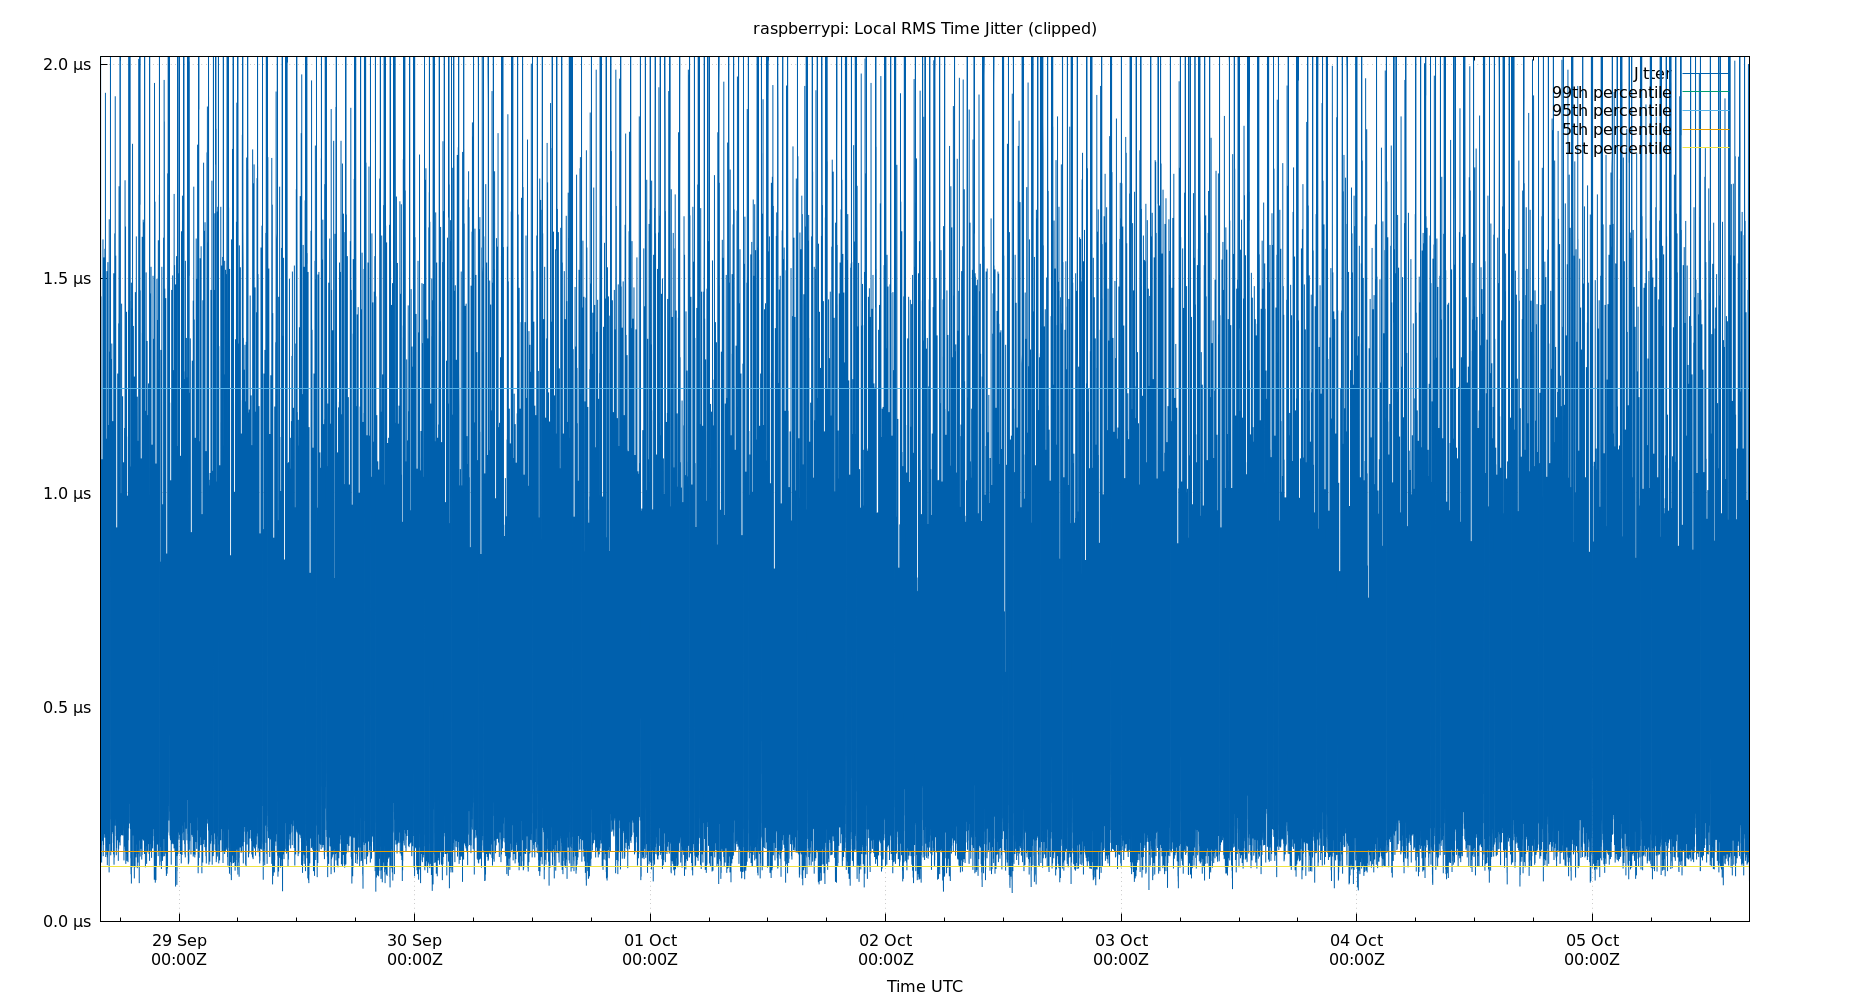 raspberrypi: Local RMS Time Jitter (clipped)
2.0 µs
1.5 µs
1.0 µs
0.5 µs
0.0 µs
Jitter
99th percentile
95th percentile
5th percentile
1st percentile
29 Sep 30 Sep 01 Oct 02 Oct 03 Oct 04 Oct 05 Oct
00:00Z 00:00Z 00:00Z 00:00Z 00:00Z 00:00Z 00:00Z
Time UTC